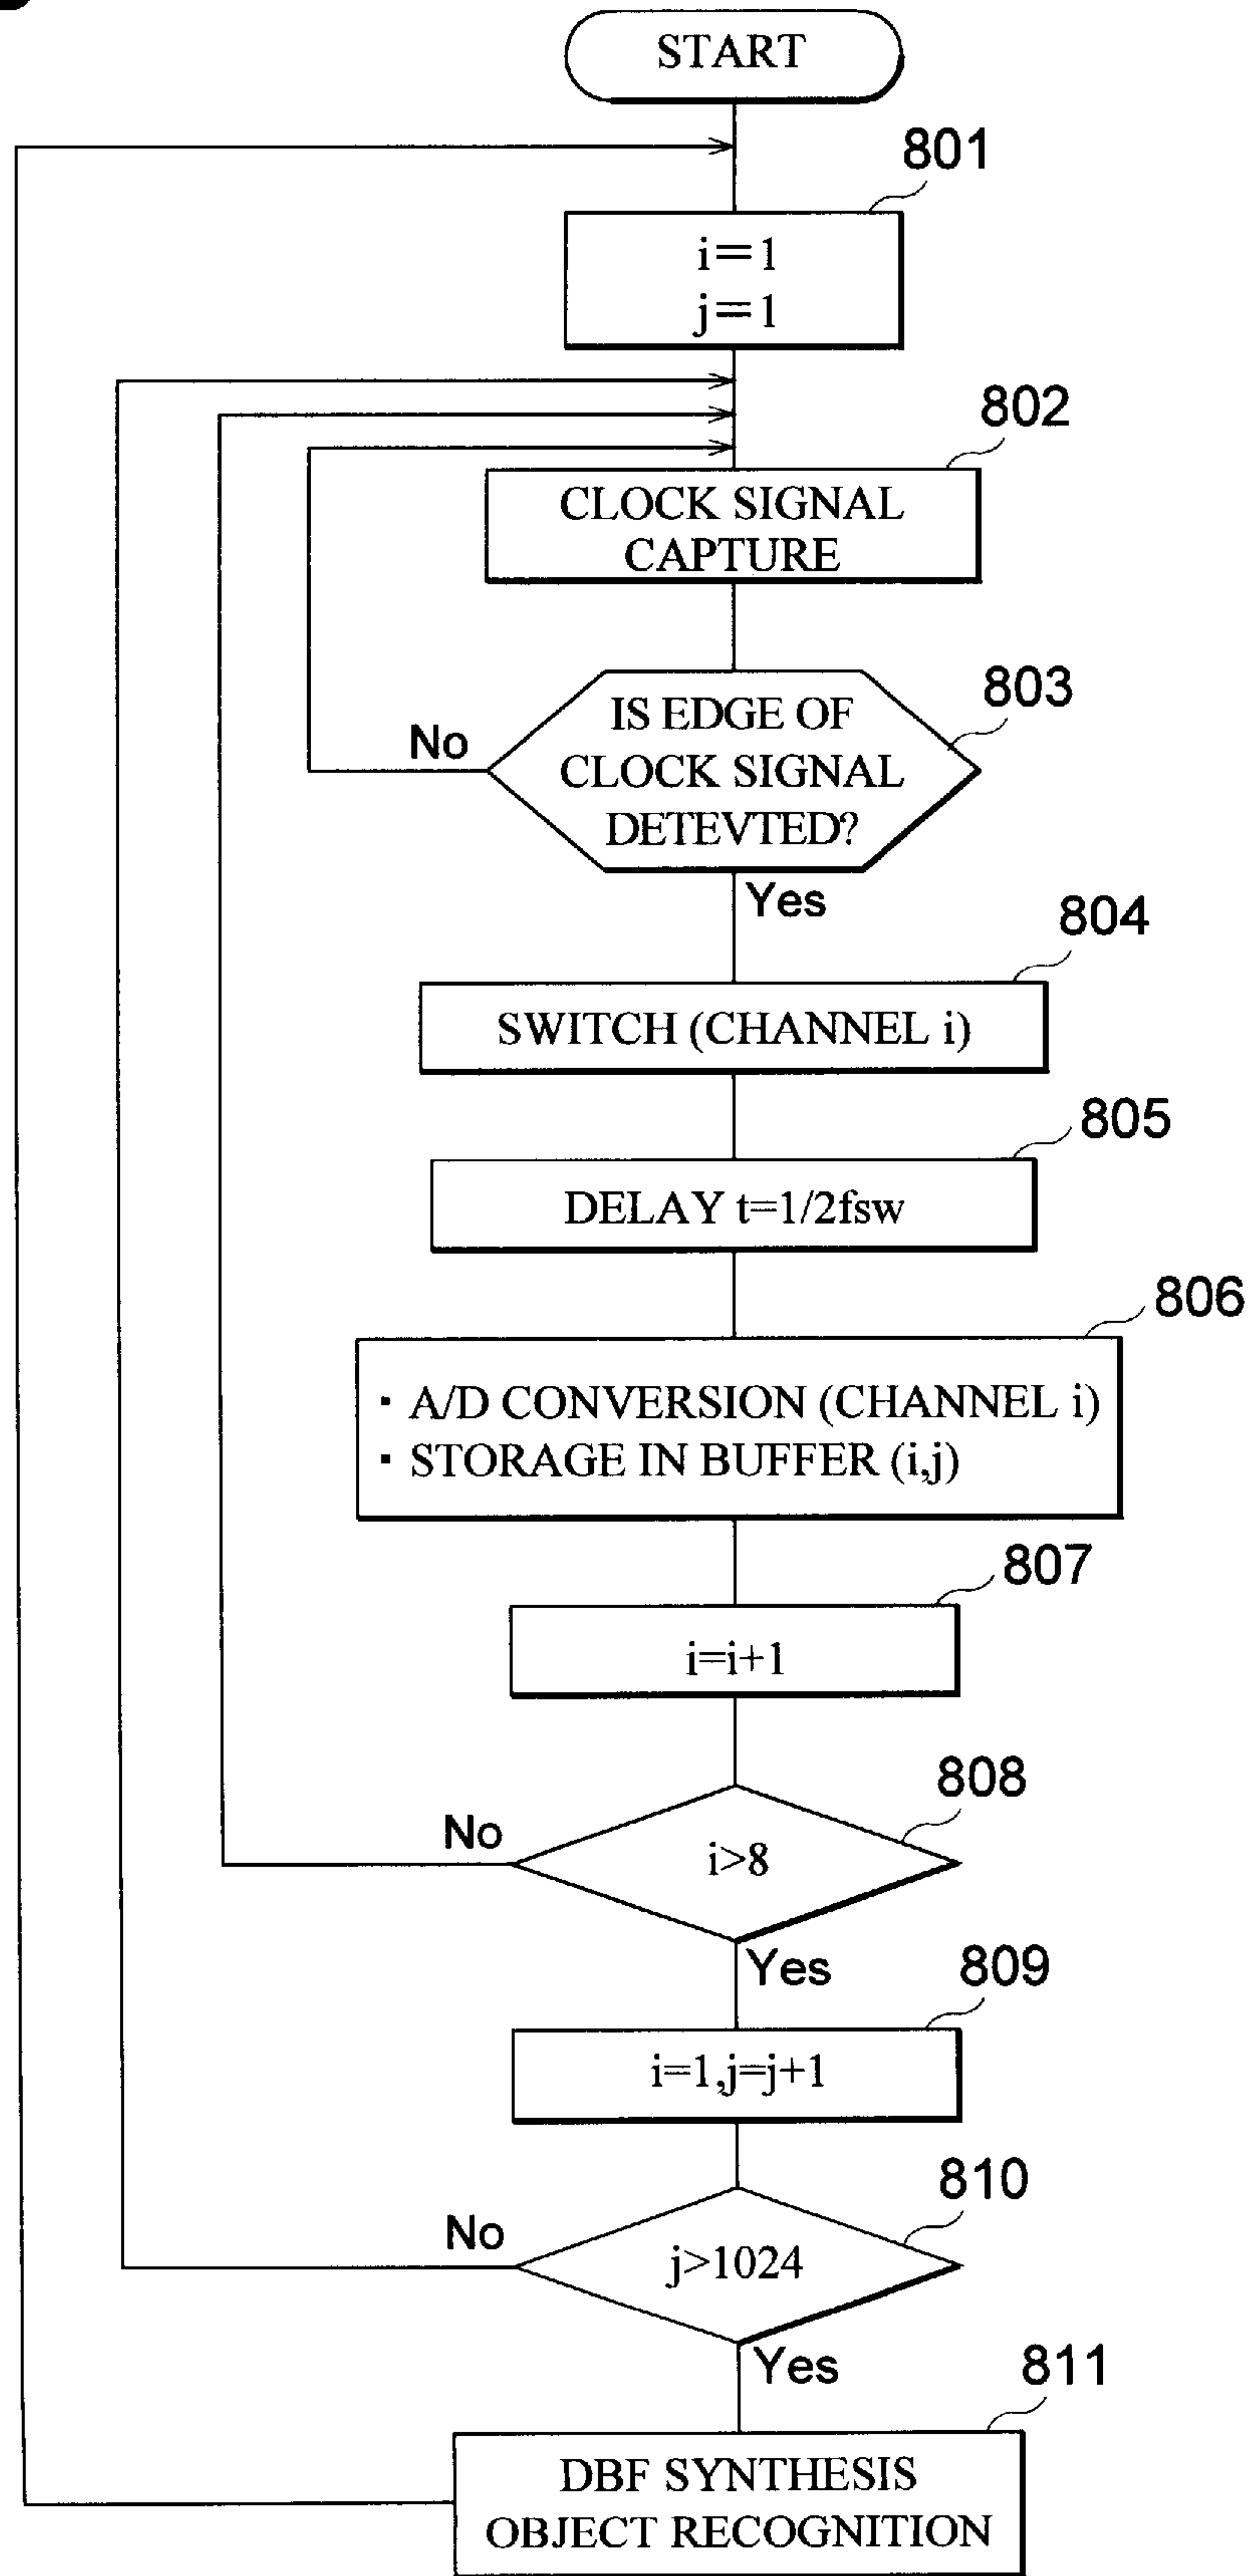 START
801
i=1
j=1
802
CLOCK SIGNAL
CAPTURE
803
IS EDGE OF
CLOCK SIGNAL
DETEVTED?
No
Yes
804
SWITCH (CHANNEL i)
805
DELAY t=1/2fsw
806
・A/D CONVERSION (CHANNEL i)
・STORAGE IN BUFFER (i,j)
807
i=i+1
808
No
i>8
Yes
809
i=1,j=j+1
810
No
j>1024
Yes
811
DBF SYNTHESIS
OBJECT RECOGNITION